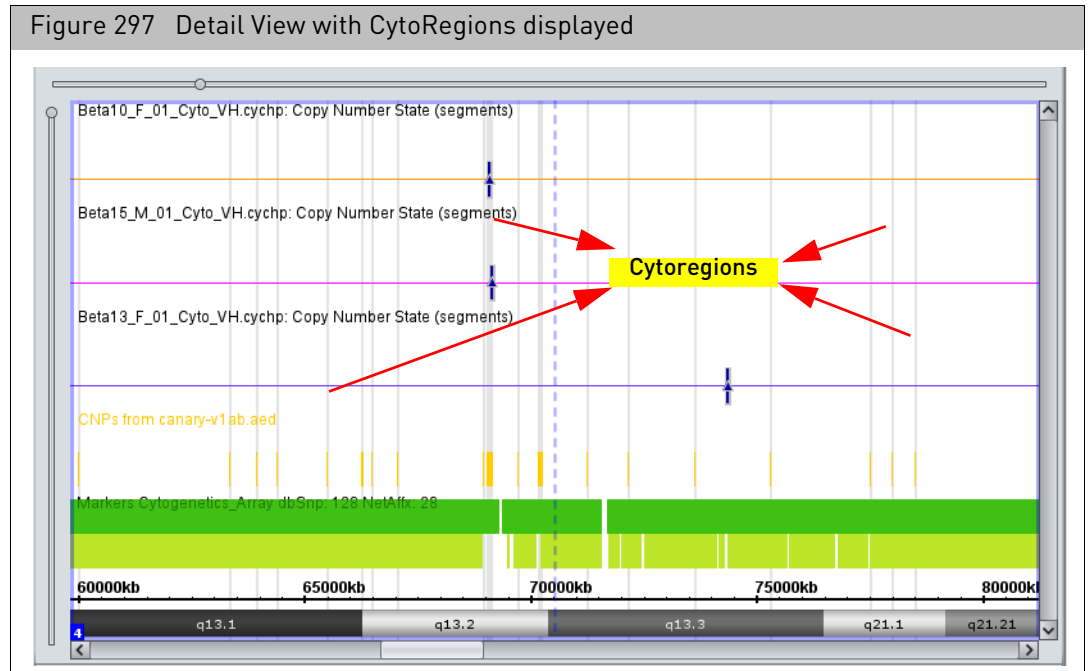 Figure 297 Detail View with CytoRegions displayed
Beta10_F_01_Cyto_VH.cychp: Copy Number State (segments)
Beta15_M_01_Cyto_VH.cychp: Copy Number State (segments)
Cytoregions
Beta13_F_01_Cyto_VH.cychp: Copy Number State (segments)
CNPs from canary-v1ab.aed
Markers Cytogenetics_Array dbSnp: 128 NetAffx: 28
60000kb 65000kb 70000kb 75000kb 80000k
q13.1 q13.2 q13.3 q21.1 q21.21
4